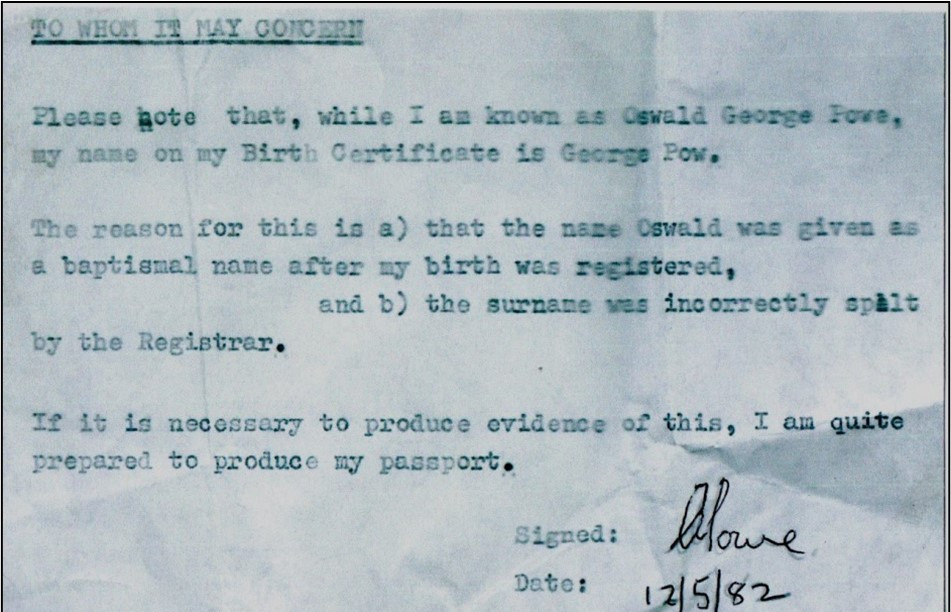 TO WHOM IT MAY CONCERN
Please note that, while I am known as Oswald George Powe,
my name on my Birth Certificate is George Pow.
The reason for this is a) that the name Oswald was given as
a baptismal name after my birth was registered,
and b) the surname was incorrectly spelt
by the Registrar.
If it is necessary to produce evidence of this, I am quite
prepared to produce my passport.
Signed: GPowe
Date: 12/5/82